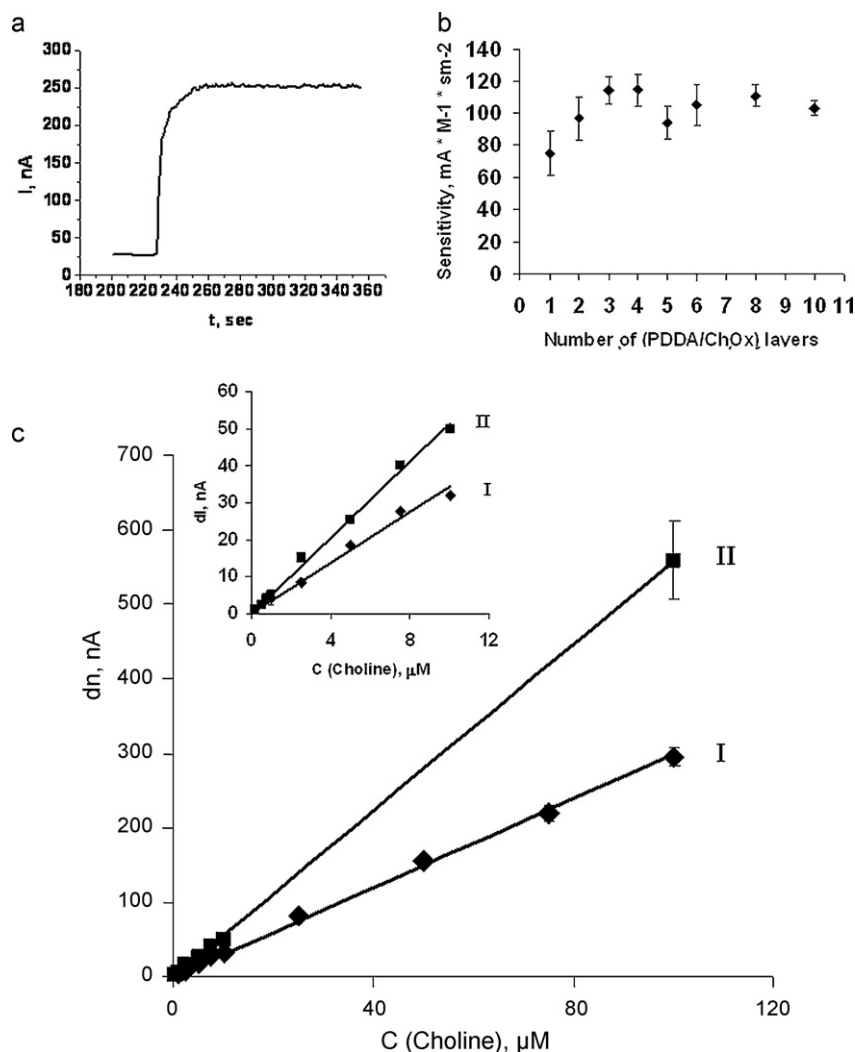 a
300
250
200
150
100
50
0
I, nA
180 200 220 240 260 280 300 320 340 360
t, sec
b
140
120
100
80
60
40
20
0
Sensitivity, mA * M-1 * sm-2
0 1 2 3 4 5 6 7 8 9 10 11
Number of (PDDA/ChOx) layers
c
700
600
500
400
300
200
100
0
dn, nA
0 40 80 120
C (Choline), µM
II
I
60
50
40
30
20
10
0
dI, nA
0 4 8 12
C (Choline), µM
II
I